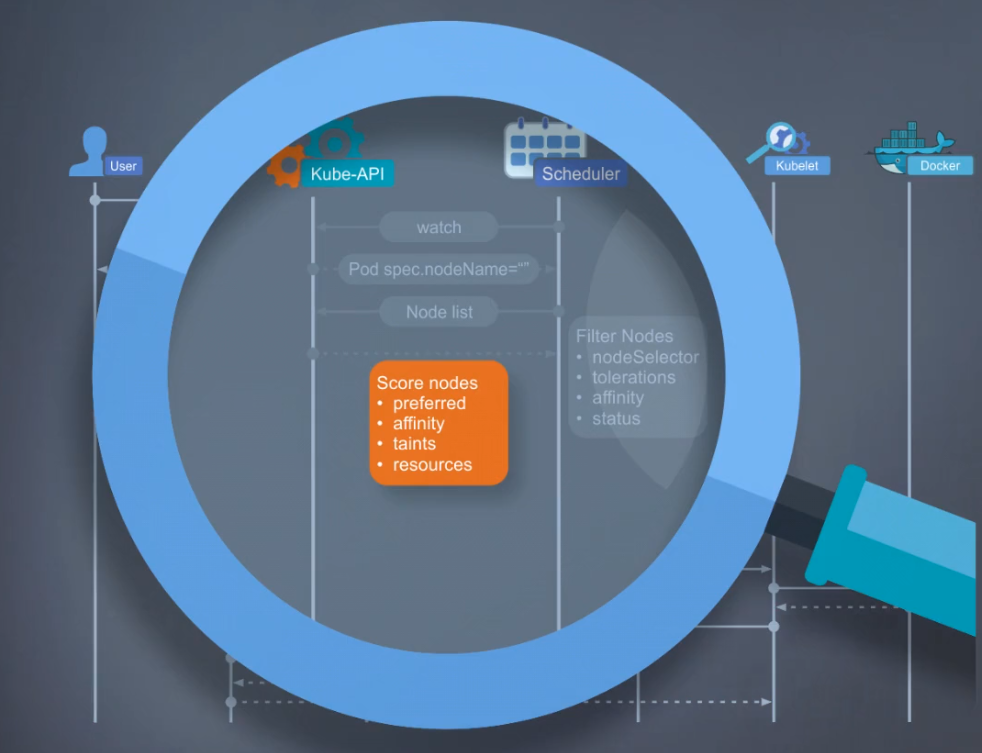 User
Kube-API
Scheduler
Kubelet
Docker
watch
Pod spec.nodeName=“”
Node list
Filter Nodes
• nodeSelector
• tolerations
• affinity
• status
Score nodes
• preferred
• affinity
• taints
• resources